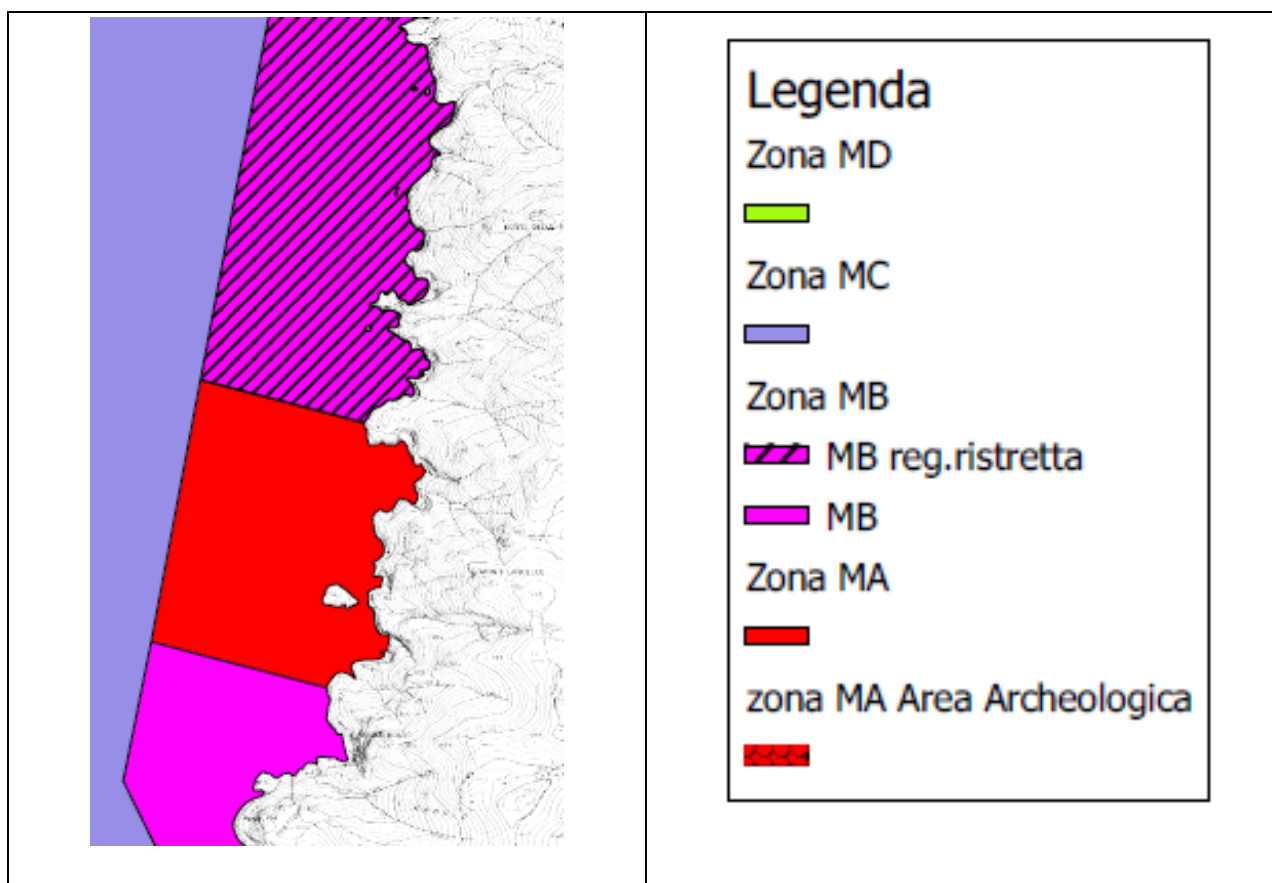 Legenda
Zona MD
Zona MC
Zona MB
MB reg.ristretta
MB
Zona MA
zona MA Area Archeologica